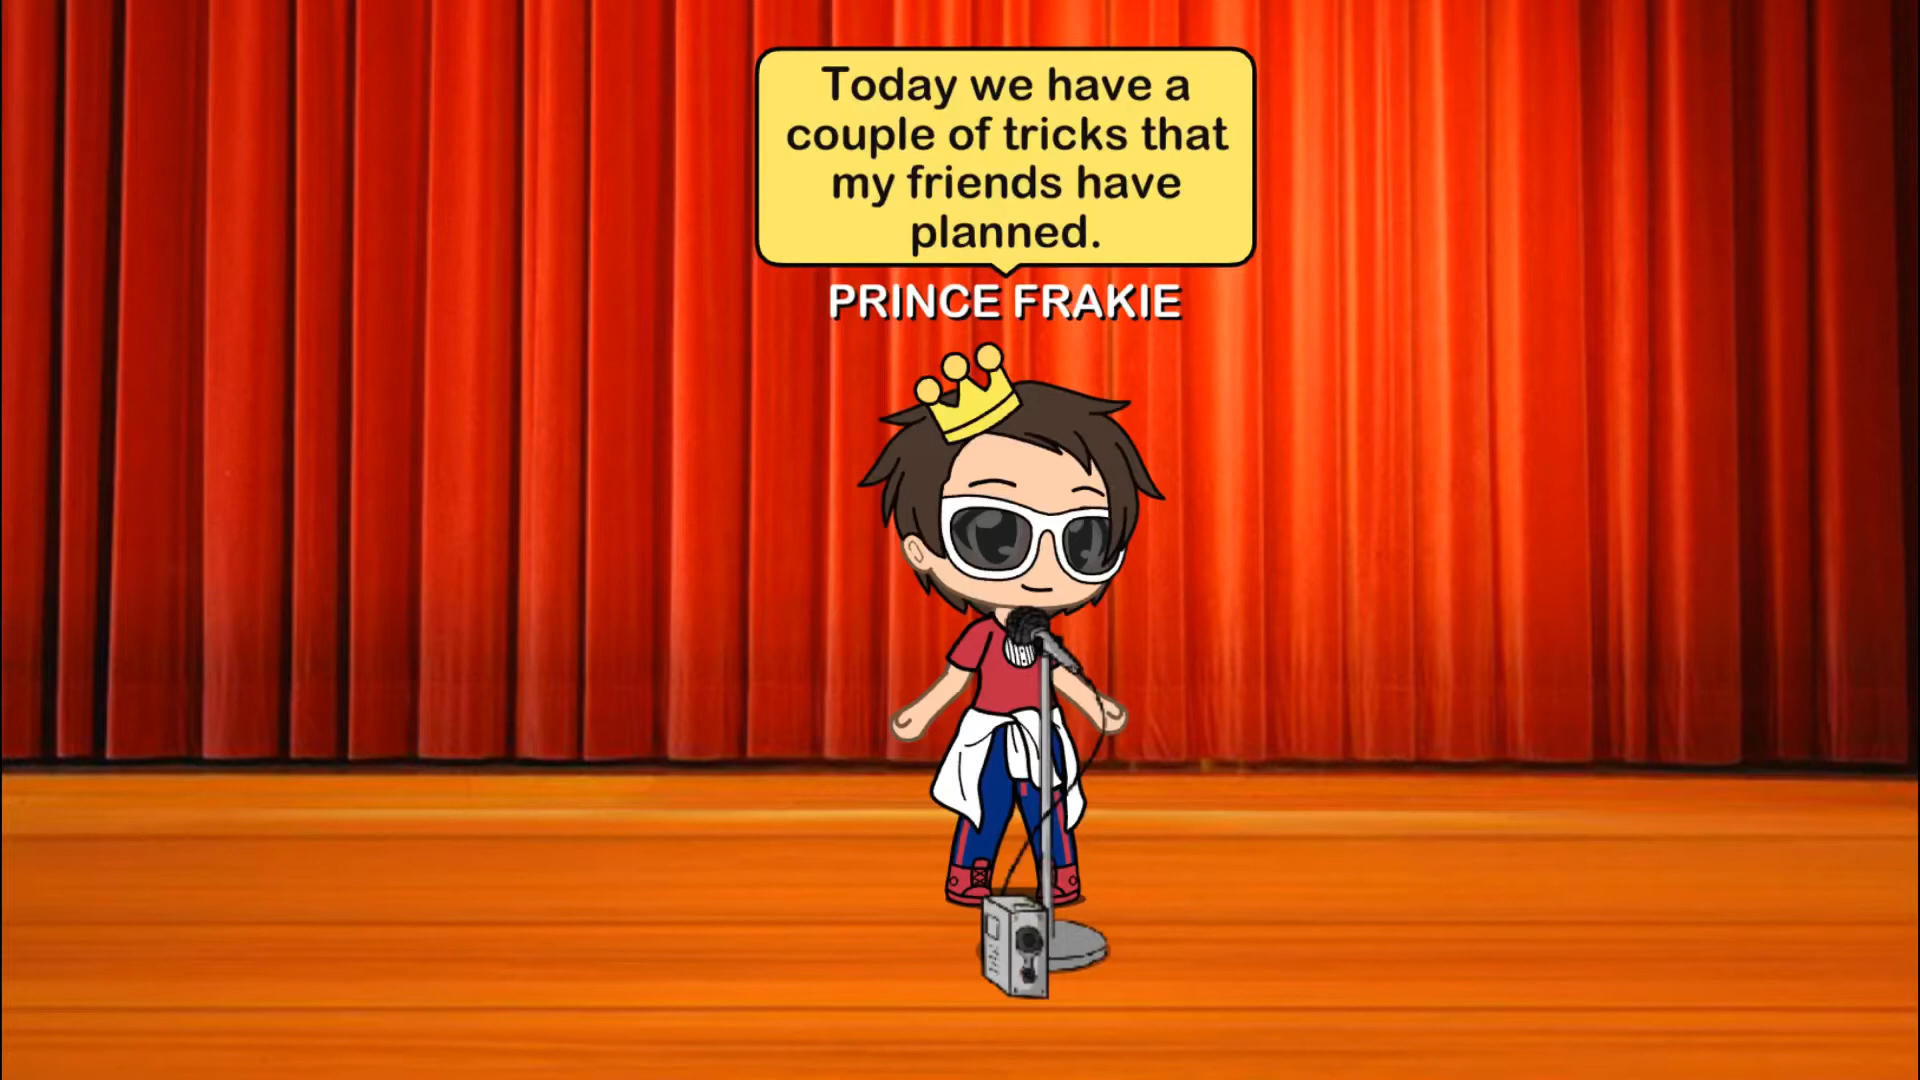 Today we have a
couple of tricks that
my friends have
planned.
PRINCE FRAKIE